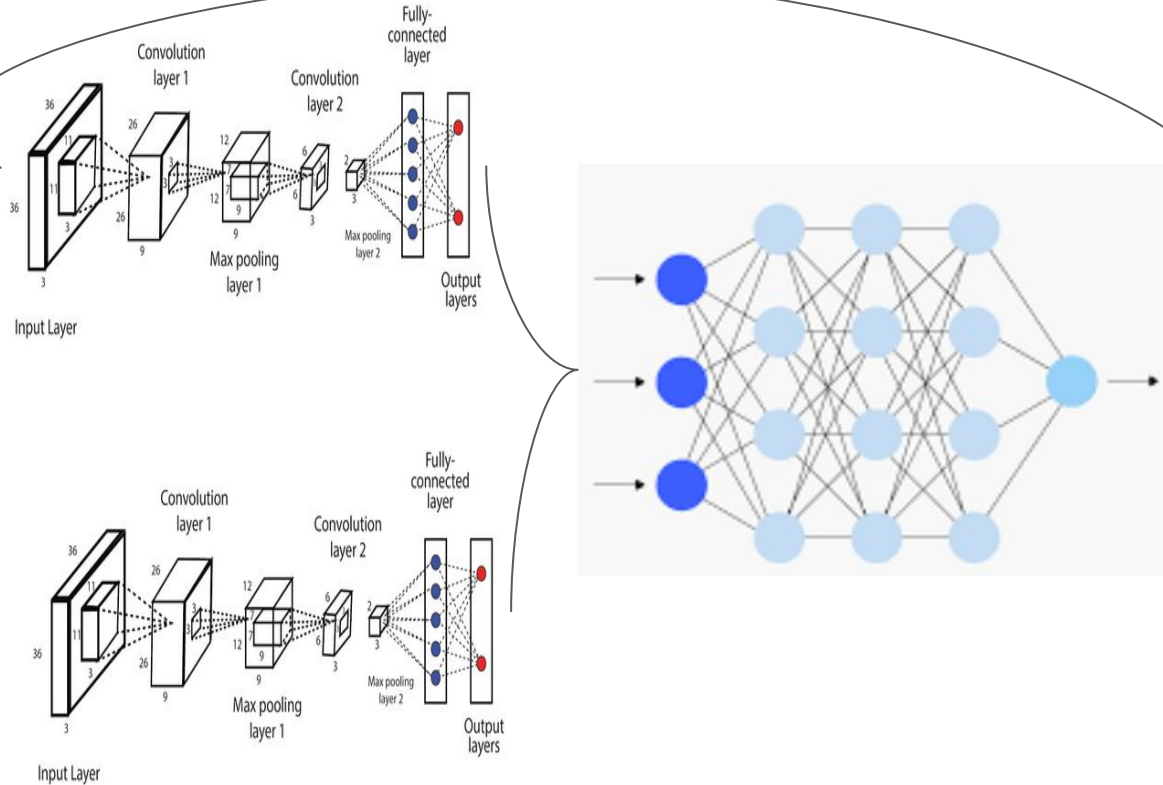 Fully-
connected
layer
Convolution
layer 1
Convolution
layer 2
36
26
12
6
2
11
3
7
11
3
7
36
12
6
3
9
3
26
9
3
9
3
Max pooling
layer 2
Max pooling
layer 1
Output
layers
Input Layer
Fully-
connected
layer
Convolution
layer 1
Convolution
layer 2
36
26
12
6
2
11
3
7
11
3
7
36
12
6
3
9
3
26
9
3
9
3
Max pooling
layer 2
Max pooling
layer 1
Output
layers
Input Layer